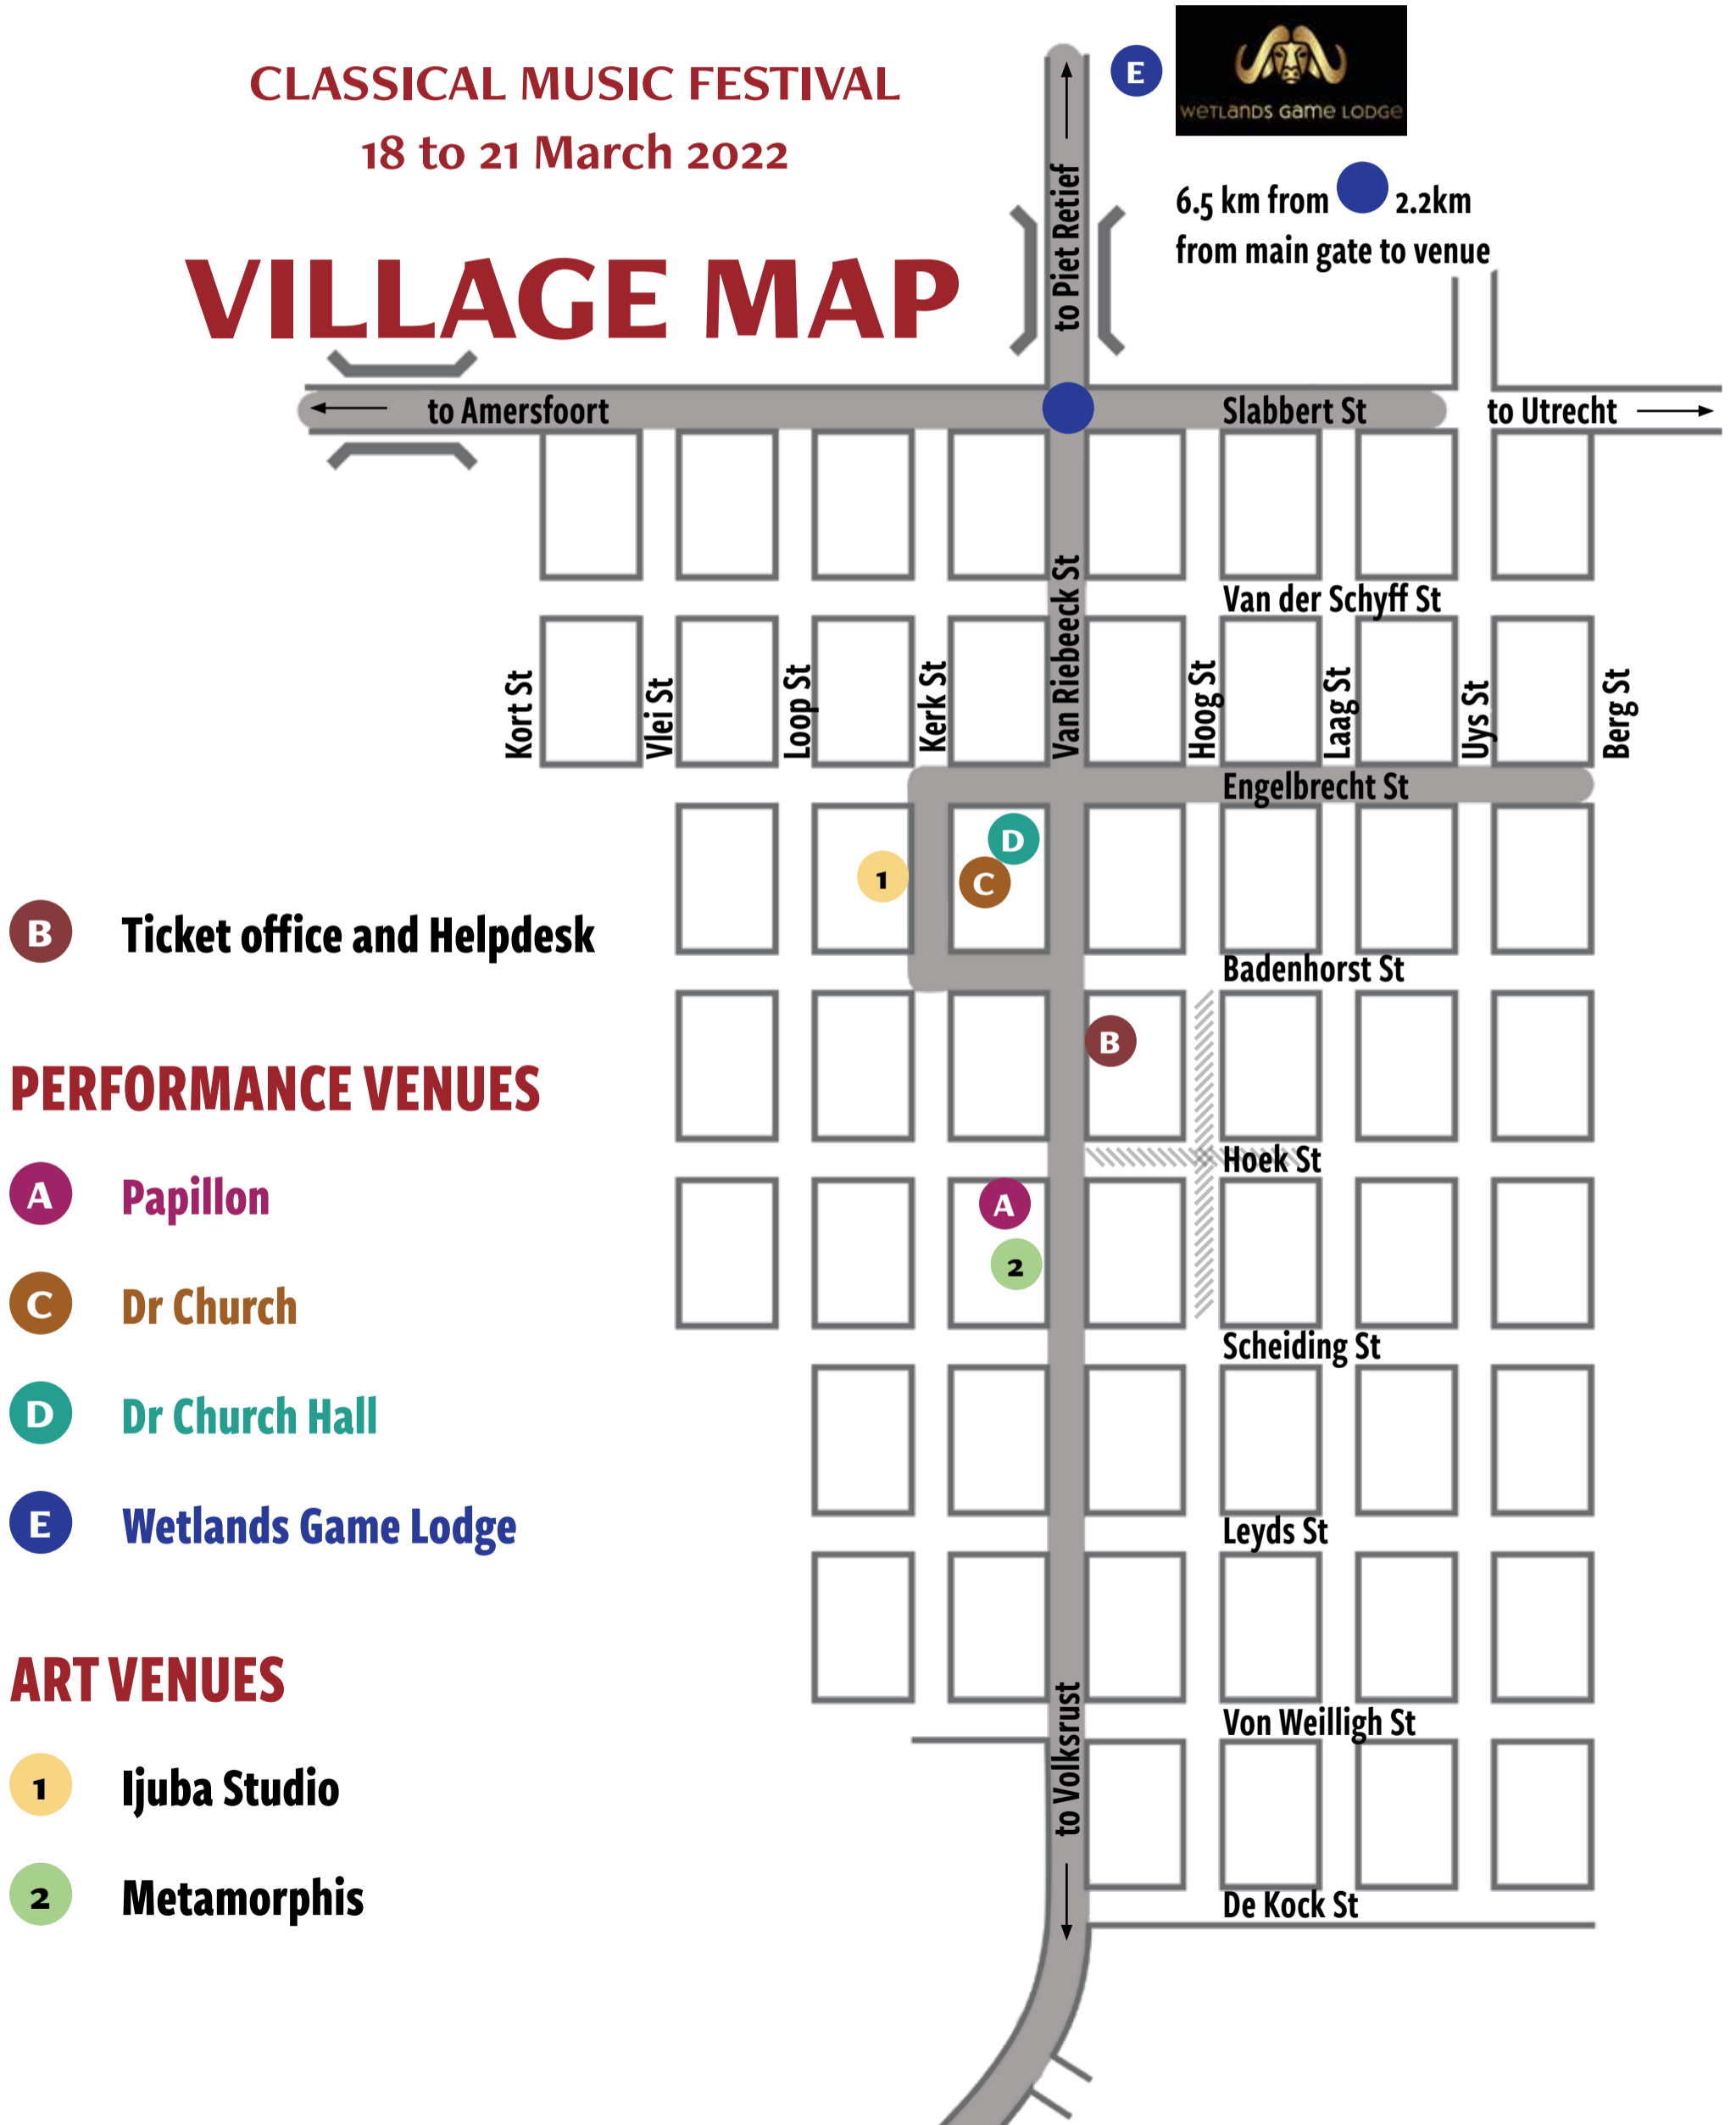 CLASSICAL MUSIC FESTIVAL
18 to 21 March 2022
VILLAGE MAP
E
WETLANDS GAME LODGE
6.5 km from 2.2km
from main gate to venue
to Piet Retief
to Amersfoort
Slabbert St
to Utrecht
Van der Schyff St
Kort St
Vlei St
Loop St
Kerk St
Van Riebeeck St
Hoog St
Laag St
Uys St
Berg St
Engelbrecht St
D
1
C
Badenhorst St
B
Hoek St
A
2
Scheiding St
Leyds St
Von Weilligh St
to Volksrust
De Kock St
B Ticket office and Helpdesk
PERFORMANCE VENUES
A Papillon
C Dr Church
D Dr Church Hall
E Wetlands Game Lodge
ART VENUES
1 Ijuba Studio
2 Metamorphis